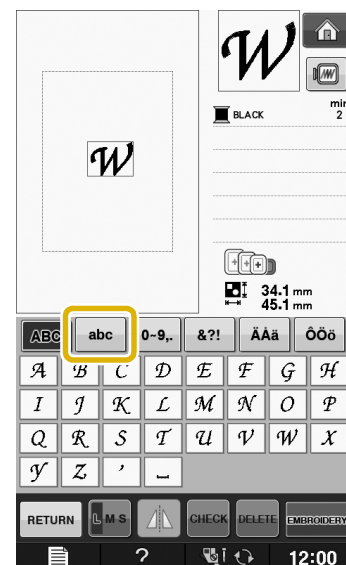 W
W
BLACK
min
2
34.1 mm
45.1 mm
ABC abc 0~9,. &?! ÄÅä ÔÖö
A B C D E F G H
I J K L M N O P
Q R S T U V W X
Y Z ' _
RETURN L M S CHECK DELETE EMBROIDERY
? 12:00